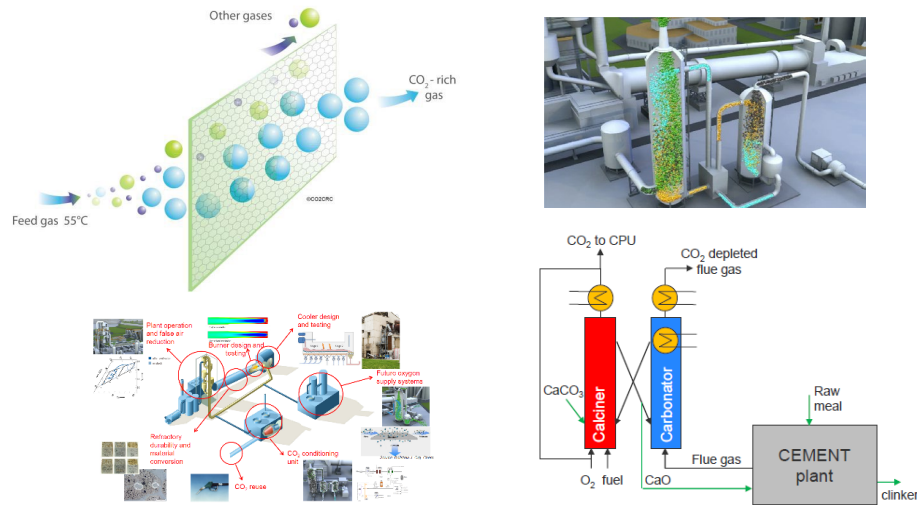 Other gases
CO2 - rich
gas
©CO2CRC
Feed gas 55°C
Plant operation
and false air
reduction
Burner design and
testing
Cooler design
and testing
Future oxygen
supply systems
Refractory
durability and
material
conversion
CO2 conditioning
unit
CO2 reuse
CO2 to CPU
CO2 depleted
flue gas
CaCO3
Calciner
Carbonator
Raw
meal
CEMENT
plant
Flue gas
O2 fuel
CaO
clinker